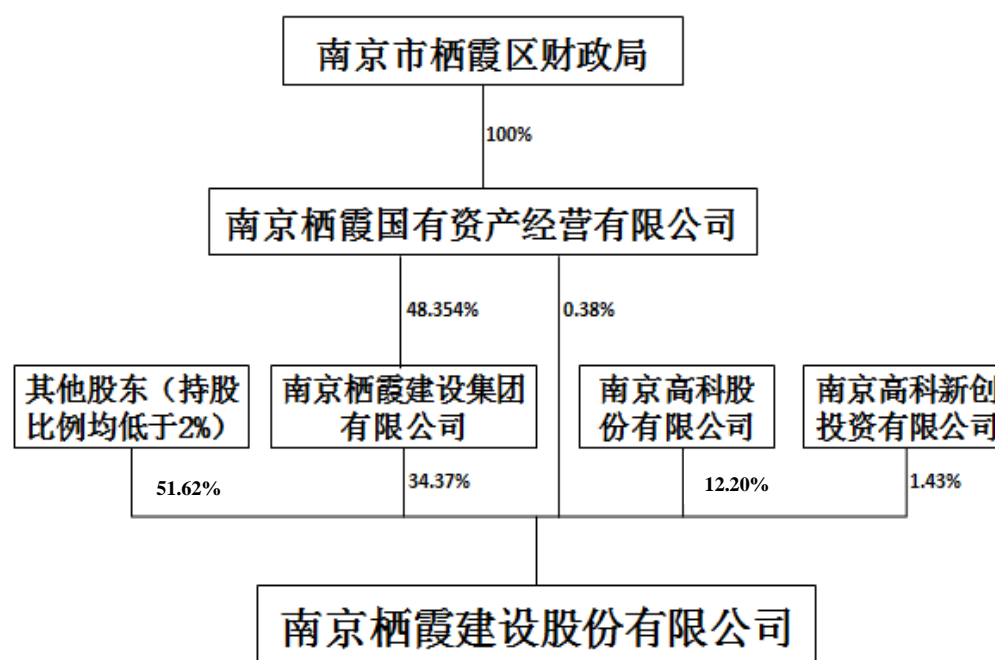 南京市栖霞区财政局
100%
南京栖霞国有资产经营有限公司
48.354%
0.38%
其他股东（持股
比例均低于2%）
南京栖霞建设集团
有限公司
南京高科股
份有限公司
南京高科新创
投资有限公司
51.62%
34.37%
12.20%
1.43%
南京栖霞建设股份有限公司